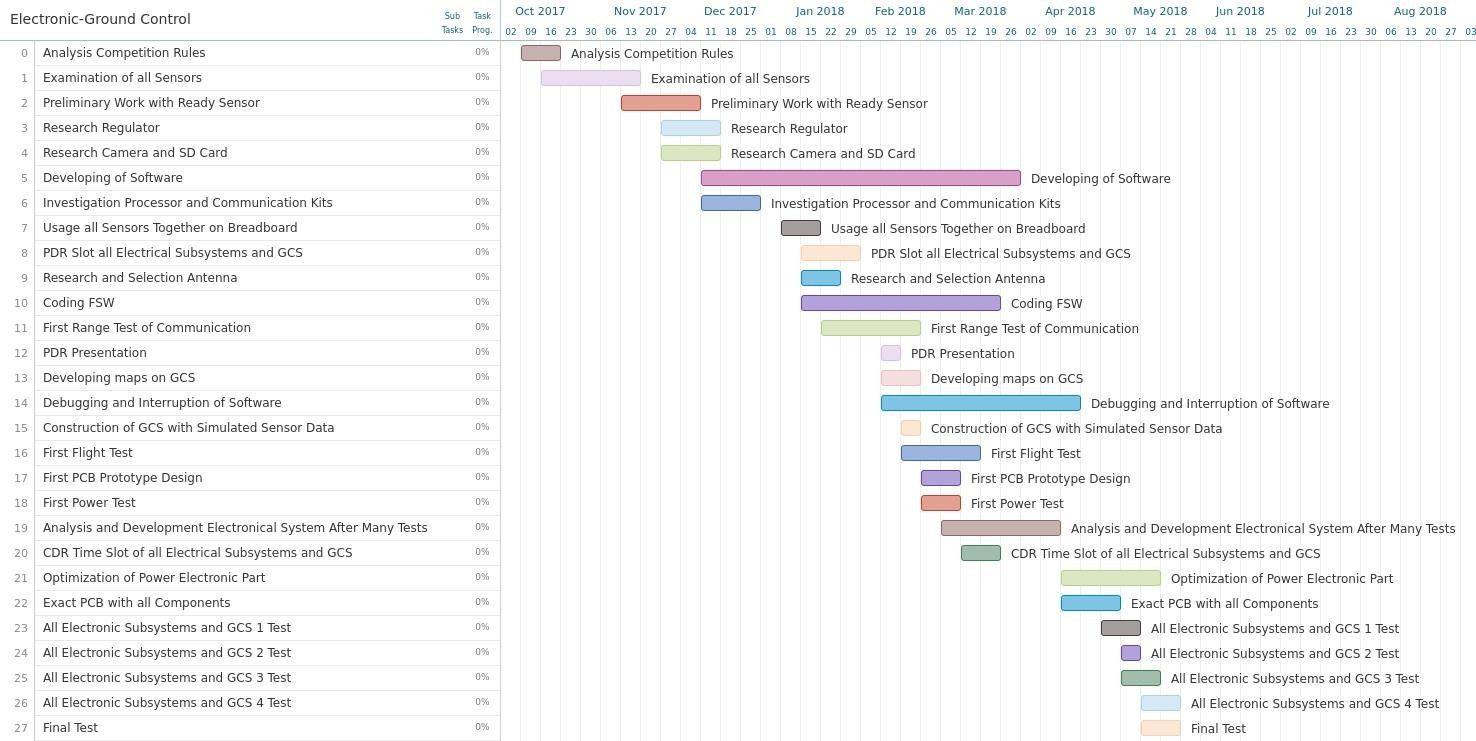 Electronic-Ground Control Sub Tasks Task Prog. Oct 2017 Nov 2017 Dec 2017 Jan 2018 Feb 2018 Mar 2018 Apr 2018 May 2018 Jun 2018 Jul 2018 Aug 2018
02 09 16 23 30 06 13 20 27 04 11 18 25 01 08 15 22 29 05 12 19 26 05 12 19 26 02 09 16 23 30 07 14 21 28 04 11 18 25 02 09 16 23 30 06 13 20 27 03
0 Analysis Competition Rules 0% Analysis Competition Rules
1 Examination of all Sensors 0% Examination of all Sensors
2 Preliminary Work with Ready Sensor 0% Preliminary Work with Ready Sensor
3 Research Regulator 0% Research Regulator
4 Research Camera and SD Card 0% Research Camera and SD Card
5 Developing of Software 0% Developing of Software
6 Investigation Processor and Communication Kits 0% Investigation Processor and Communication Kits
7 Usage all Sensors Together on Breadboard 0% Usage all Sensors Together on Breadboard
8 PDR Slot all Electrical Subsystems and GCS 0% PDR Slot all Electrical Subsystems and GCS
9 Research and Selection Antenna 0% Research and Selection Antenna
10 Coding FSW 0% Coding FSW
11 First Range Test of Communication 0% First Range Test of Communication
12 PDR Presentation 0% PDR Presentation
13 Developing maps on GCS 0% Developing maps on GCS
14 Debugging and Interruption of Software 0% Debugging and Interruption of Software
15 Construction of GCS with Simulated Sensor Data 0% Construction of GCS with Simulated Sensor Data
16 First Flight Test 0% First Flight Test
17 First PCB Prototype Design 0% First PCB Prototype Design
18 First Power Test 0% First Power Test
19 Analysis and Development Electronical System After Many Tests 0% Analysis and Development Electronical System After Many Tests
20 CDR Time Slot of all Electrical Subsystems and GCS 0% CDR Time Slot of all Electrical Subsystems and GCS
21 Optimization of Power Electronic Part 0% Optimization of Power Electronic Part
22 Exact PCB with all Components 0% Exact PCB with all Components
23 All Electronic Subsystems and GCS 1 Test 0% All Electronic Subsystems and GCS 1 Test
24 All Electronic Subsystems and GCS 2 Test 0% All Electronic Subsystems and GCS 2 Test
25 All Electronic Subsystems and GCS 3 Test 0% All Electronic Subsystems and GCS 3 Test
26 All Electronic Subsystems and GCS 4 Test 0% All Electronic Subsystems and GCS 4 Test
27 Final Test 0% Final Test